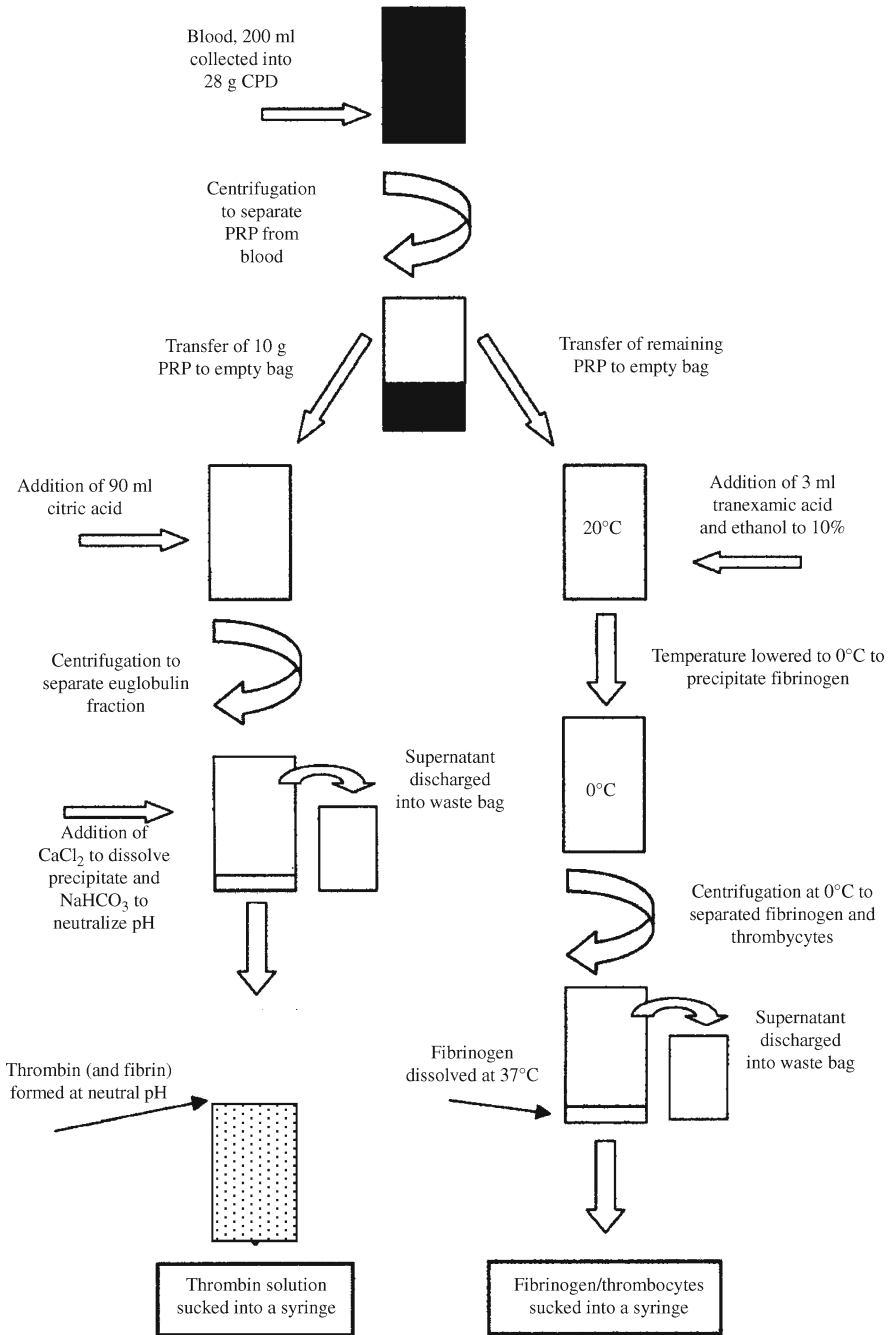 Blood, 200 ml
collected into
28 g CPD
Centrifugation
to separate
PRP from
blood
Transfer of 10 g
PRP to empty bag
Transfer of remaining
PRP to empty bag
Addition of 90 ml
citric acid
20°C
Addition of 3 ml
tranexamic acid
and ethanol to 10%
Centrifugation to
separate euglobulin
fraction
Temperature lowered to 0°C to
precipitate fibrinogen
Supernatant
discharged
into waste bag
0°C
Addition of
CaCl₂ to dissolve
precipitate and
NaHCO₃ to
neutralize pH
Centrifugation at 0°C to
separated fibrinogen and
thrombycytes
Thrombin (and fibrin)
formed at neutral pH
Fibrinogen
dissolved at 37°C
Supernatant
discharged
into waste bag
Thrombin solution
sucked into a syringe
Fibrinogen/thrombocytes
sucked into a syringe